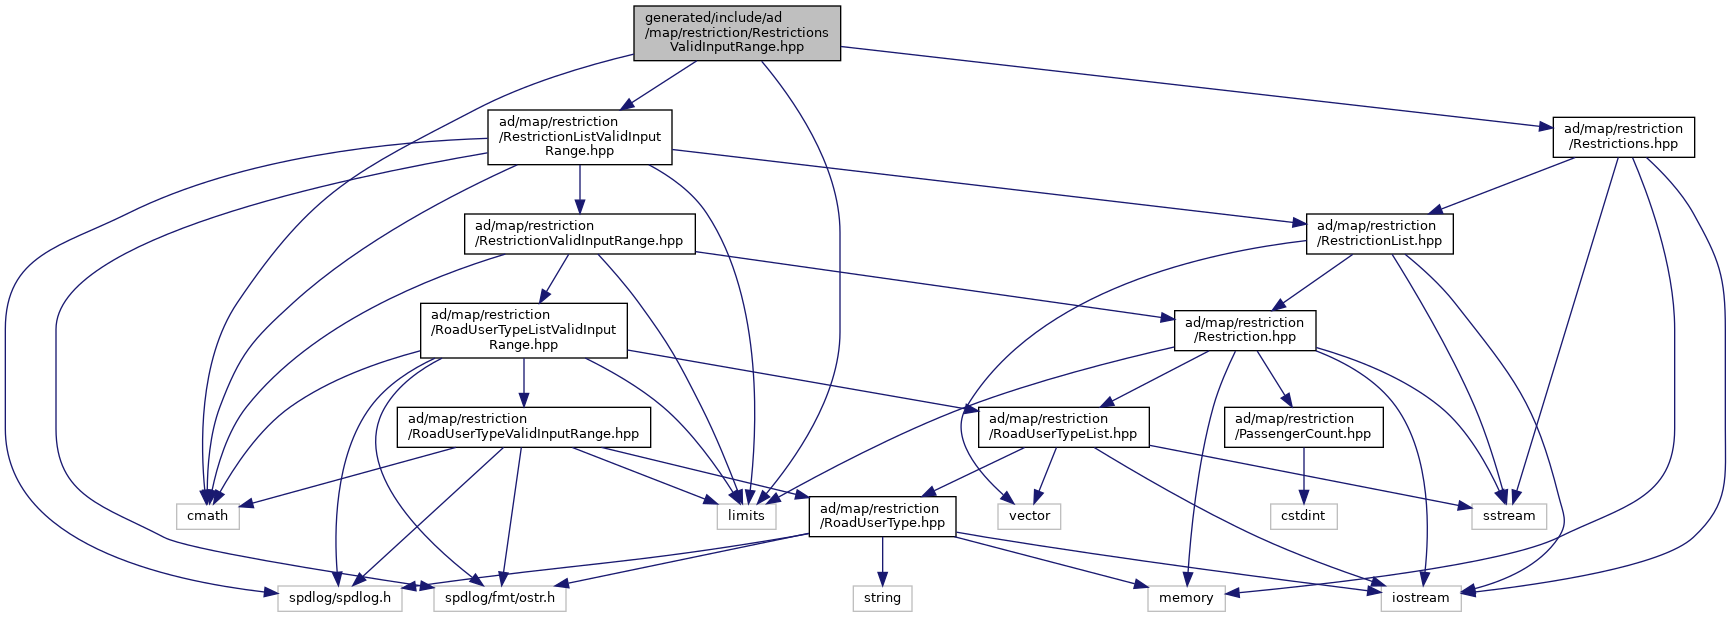 generated/include/ad
/map/restriction/Restrictions
ValidInputRange.hpp
ad/map/restriction
/RestrictionListValidInput
Range.hpp
ad/map/restriction
/Restrictions.hpp
ad/map/restriction
/RestrictionValidInputRange.hpp
ad/map/restriction
/RestrictionList.hpp
ad/map/restriction
/RoadUserTypeListValidInput
Range.hpp
ad/map/restriction
/Restriction.hpp
ad/map/restriction
/RoadUserTypeValidInputRange.hpp
ad/map/restriction
/RoadUserTypeList.hpp
ad/map/restriction
/PassengerCount.hpp
cmath
limits
ad/map/restriction
/RoadUserType.hpp
vector
cstdint
sstream
spdlog/spdlog.h
spdlog/fmt/ostr.h
string
memory
iostream